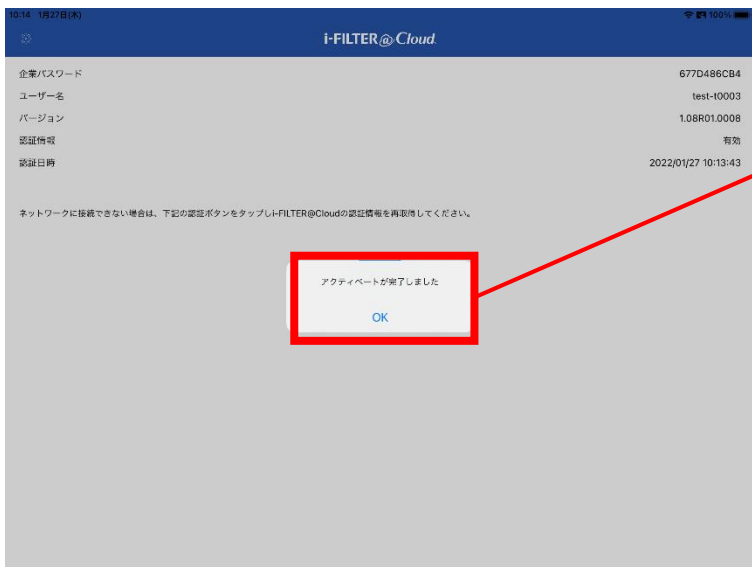 10:14 1月27日(木)
100%
i-FILTER@Cloud
企業パスワード 677D486CB4
ユーザー名 test-t0003
バージョン 1.08R01.0008
認証情報 有効
認証日時 2022/01/27 10:13:43
ネットワークに接続できない場合は、下記の認証ボタンをタップしi-FILTER@Cloudの認証情報を再取得してください。
アクティベートが完了しました
OK